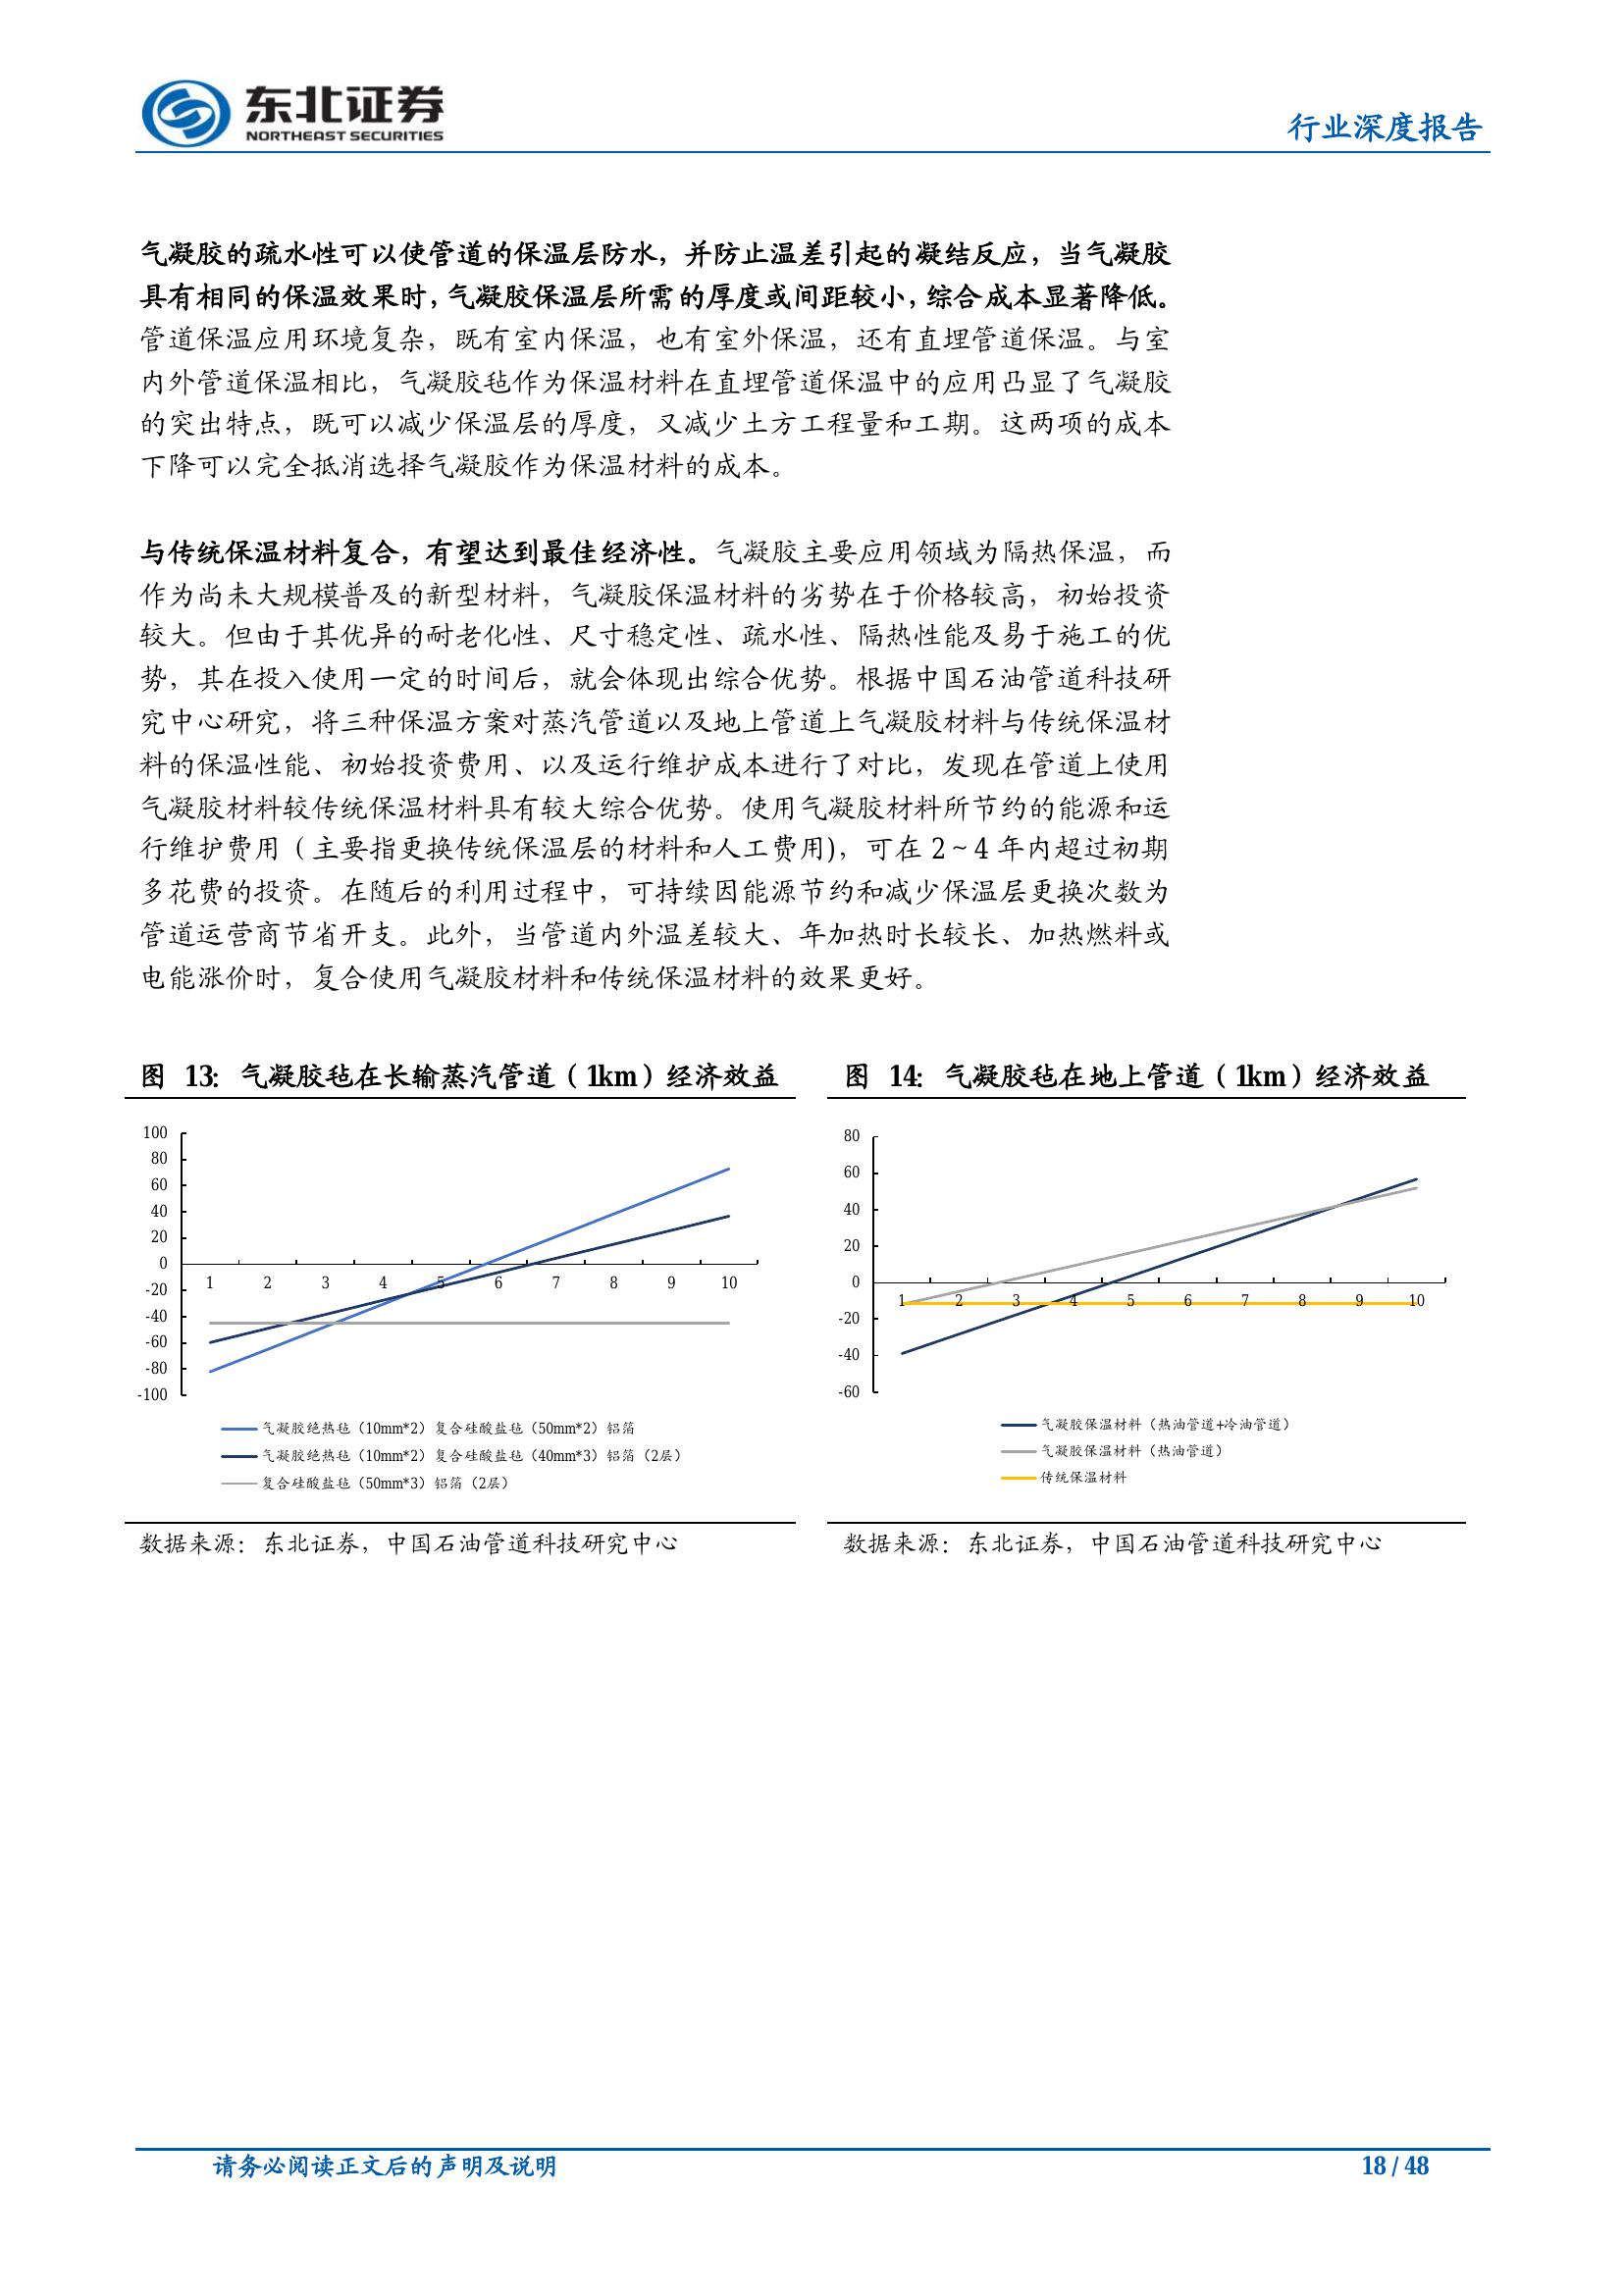 东北证券
NORTHEAST SECURITIES
行业深度报告
气凝胶的疏水性可以使管道的保温层防水，并防止温差引起的凝结反应，当气凝胶
具有相同的保温效果时，气凝胶保温层所需的厚度或间距较小，综合成本显著降低。
管道保温应用环境复杂，既有室内保温，也有室外保温，还有直埋管道保温。与室
内外管道保温相比，气凝胶毡作为保温材料在直埋管道保温中的应用凸显了气凝胶
的突出特点，既可以减少保温层的厚度，又减少土方工程量和工期。这两项的成本
下降可以完全抵消选择气凝胶作为保温材料的成本。
与传统保温材料复合，有望达到最佳经济性。气凝胶主要应用领域为隔热保温，而
作为尚未大规模普及的新型材料，气凝胶保温材料的劣势在于价格较高，初始投资
较大。但由于其优异的耐老化性、尺寸稳定性、疏水性、隔热性能及易于施工的优
势，其在投入使用一定的时间后，就会体现出综合优势。根据中国石油管道科技研
究中心研究，将三种保温方案对蒸汽管道以及地上管道上气凝胶材料与传统保温材
料的保温性能、初始投资费用、以及运行维护成本进行了对比，发现在管道上使用
气凝胶材料较传统保温材料具有较大综合优势。使用气凝胶材料所节约的能源和运
行维护费用（主要指更换传统保温层的材料和人工费用)，可在 2~4 年内超过初期
多花费的投资。在随后的利用过程中，可持续因能源节约和减少保温层更换次数为
管道运营商节省开支。此外，当管道内外温差较大、年加热时长较长、加热燃料或
电能涨价时，复合使用气凝胶材料和传统保温材料的效果更好。
图 13：气凝胶毡在长输蒸汽管道（1km）经济效益
100
80
60
40
20
0
-20
-40
-60
-80
-100
1 2 3 4 5 6 7 8 9 10
气凝胶绝热毡（10mm*2）复合硅酸盐毡（50mm*2）铝箔
气凝胶绝热毡（10mm*2）复合硅酸盐毡（40mm*3）铝箔（2层）
复合硅酸盐毡（50mm*3）铝箔（2层）
数据来源：东北证券，中国石油管道科技研究中心
图 14：气凝胶毡在地上管道（1km）经济效益
80
60
40
20
0
-20
-40
-60
1 2 3 4 5 6 7 8 9 10
气凝胶保温材料（热油管道+冷油管道）
气凝胶保温材料（热油管道）
传统保温材料
数据来源：东北证券，中国石油管道科技研究中心
请务必阅读正文后的声明及说明
18 / 48